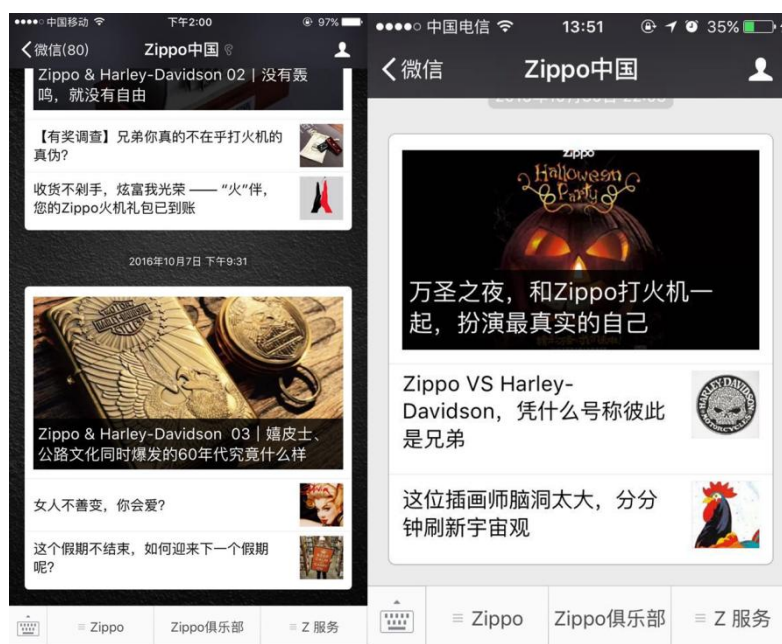 中国移动 下午2:00 97%
微信(80) Zippo中国
Zippo & Harley-Davidson 02 | 没有轰
鸣，就没有自由
【有奖调查】兄弟你真的不在乎打火机的
真伪?
收货不剁手，炫富我光荣 —— “火”伴，
您的Zippo火机礼包已到账
2016年10月7日 下午9:31
Zippo & Harley-Davidson 03 | 嬉皮士、
公路文化同时爆发的60年代究竟什么样
女人不善变，你会爱?
这个假期不结束，如何迎来下一个假期
呢?
Zippo Zippo俱乐部 Z 服务
中国电信 13:51 35%
微信 Zippo中国
zippo
Halloween
Party
万圣之夜，和Zippo打火机一
起，扮演最真实的自己
Zippo VS Harley-
Davidson，凭什么号称彼此
是兄弟
HARLEY-DAVIDSON
MOTORCYCLES
这位插画师脑洞太大，分分
钟刷新宇宙观
Zippo Zippo俱乐部 Z 服务